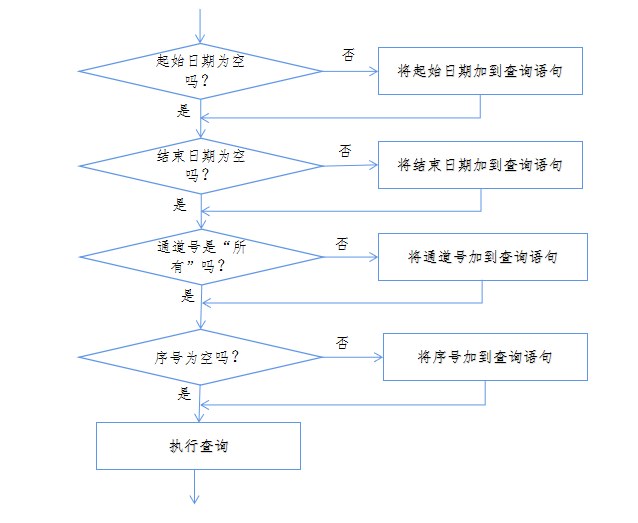 起始日期为空
吗？
否
将起始日期加到查询语句
是
结束日期为空
吗？
否
将结束日期加到查询语句
是
通道号是“所
有”吗？
否
将通道号加到查询语句
是
序号为空吗？
否
将序号加到查询语句
是
执行查询